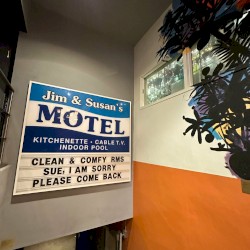 Jim & Susan's
MOTEL
KITCHENETTE • CABLE T.V.
INDOOR POOL
CLEAN & COMFY RMS
SUE, I AM SORRY
PLEASE COME BACK